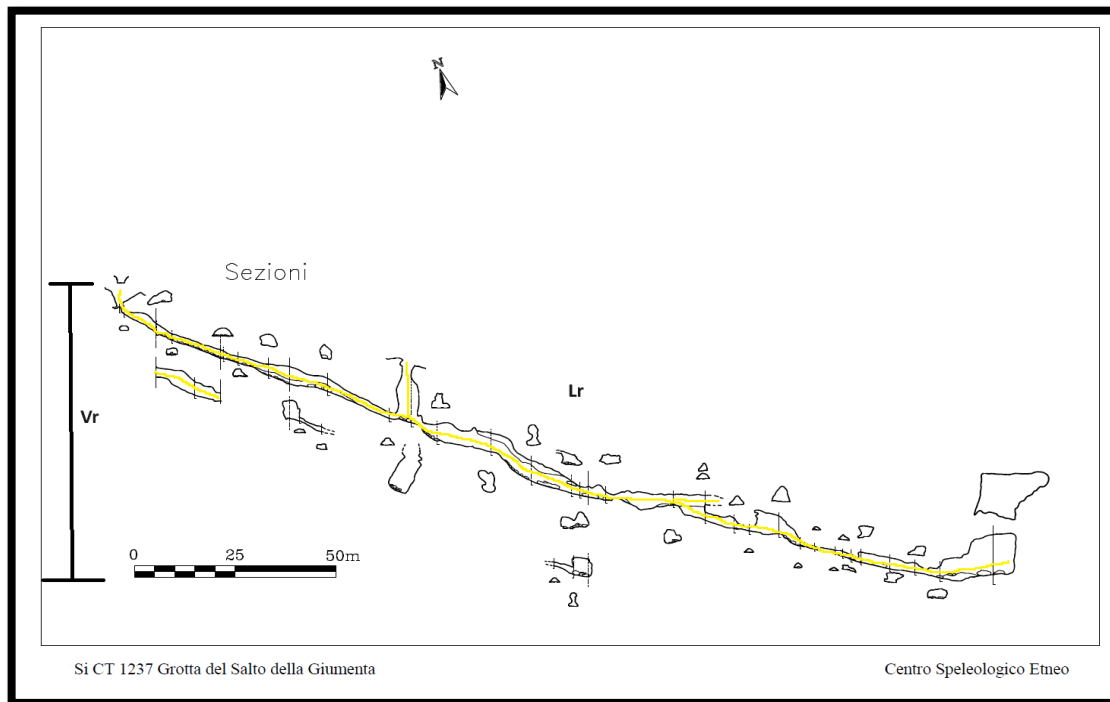 N
Sezioni
Vr
Lr
0 25 50m
Si CT 1237 Grotta del Salto della Giumenta
Centro Speleologico Etneo